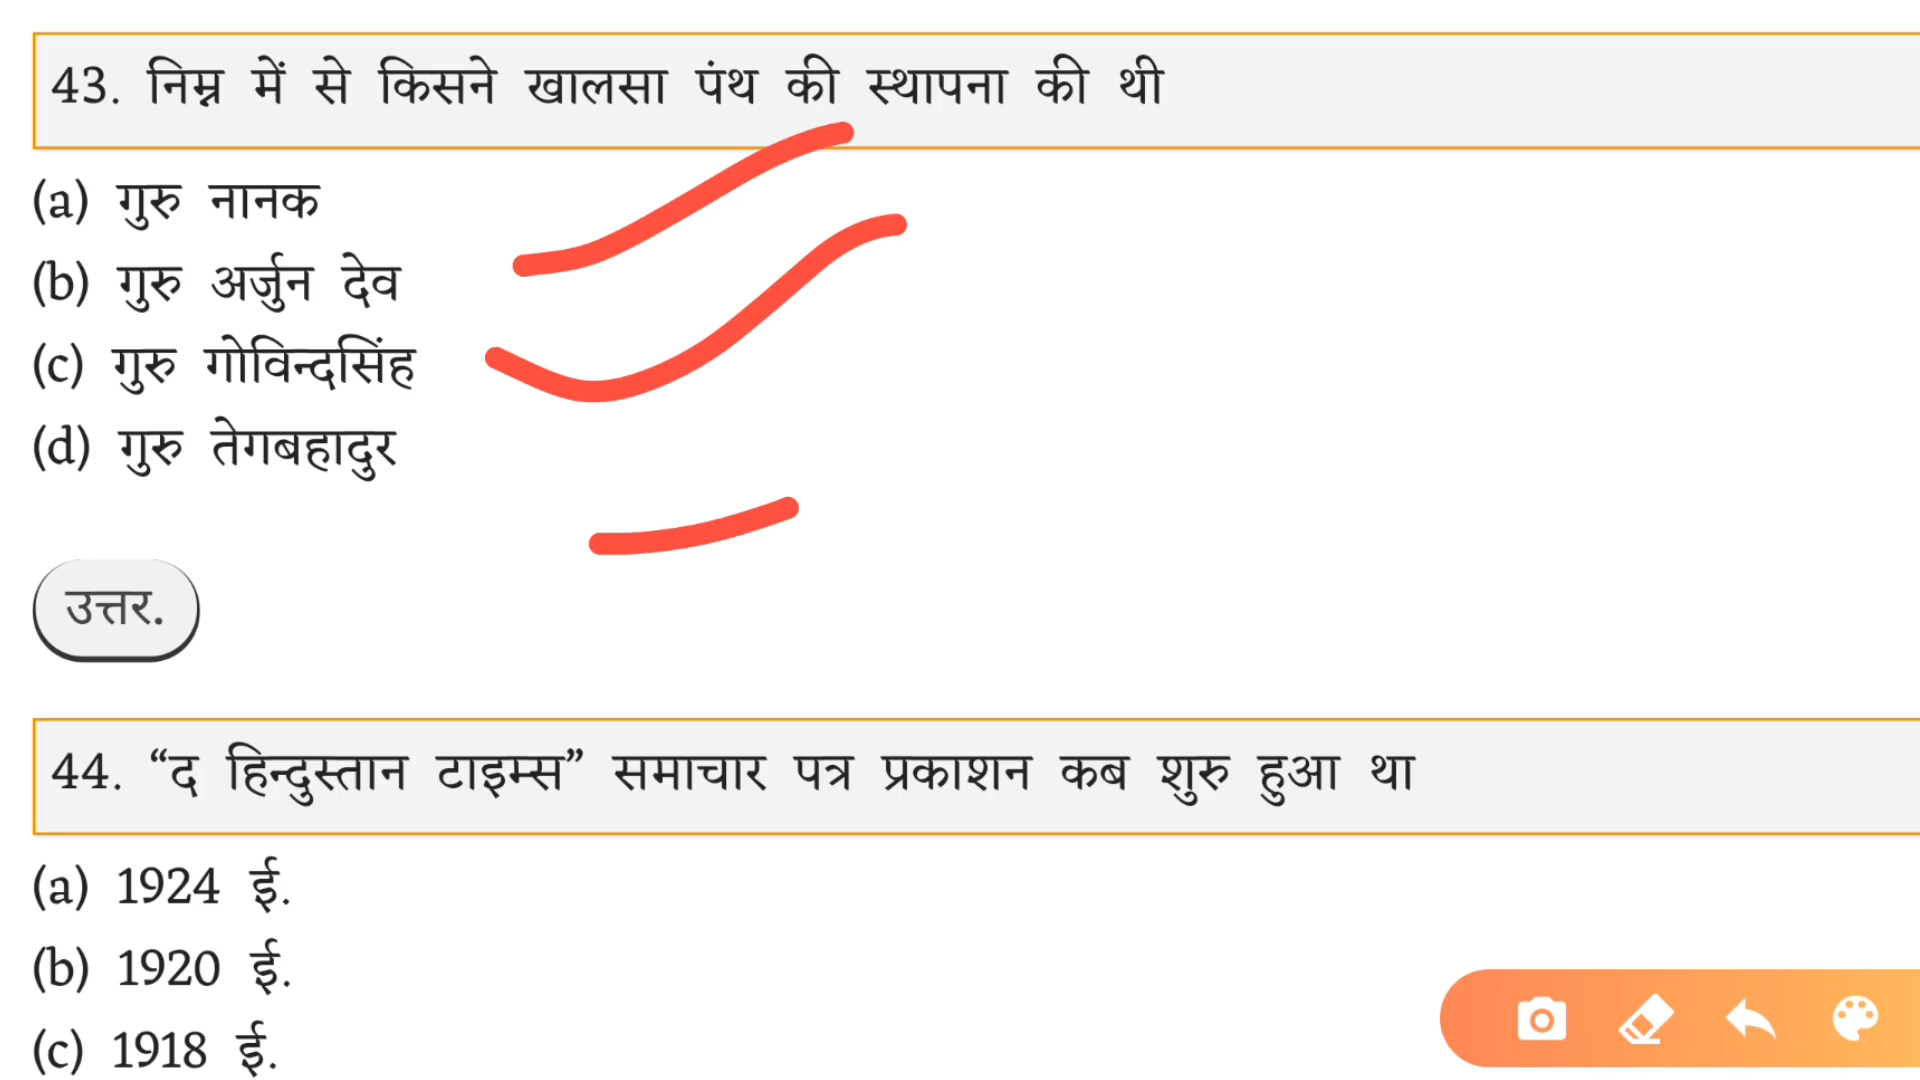 43. निम्न में से किसने खालसा पंथ की स्थापना की थी
(a) गुरु नानक
(b) गुरु अर्जुन देव
(c) गुरु गोविन्दसिंह
(d) गुरु तेगबहादुर
उत्तर.
44. “द हिन्दुस्तान टाइम्स” समाचार पत्र प्रकाशन कब शुरु हुआ था
(a) 1924 ई.
(b) 1920 ई.
(c) 1918 ई.